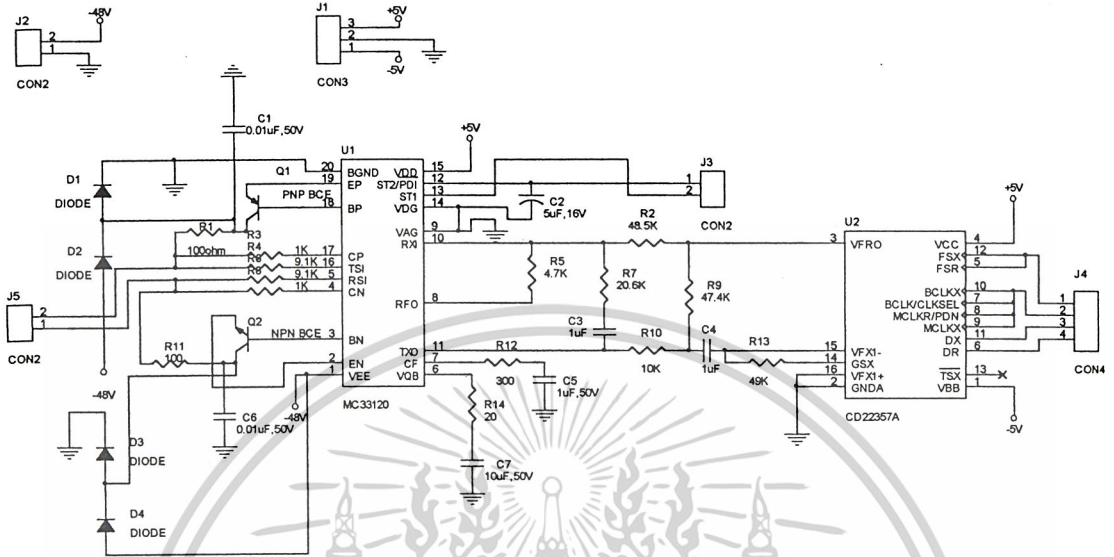 J2
-48V
2
1
CON2
J1
+5V
3
2
1
-5V
CON3
C1
0.01uF,50V
U1
+5V
D1
DIODE
Q1
PNP BCE
20
19
18
BGND
EP
BP
VDD
ST2/PDI
ST1
VDG
15
12
13
14
J3
1
2
CON2
C2
5uF,16V
R2
48.5K
U2
+5V
D2
DIODE
R1
100ohm
R3
R4
R6
R8
1K
9.1K
9.1K
1K
17
16
5
4
CP
TSI
RSI
CN
VAG
RXI
9
10
3
VFRO
VCC
FSX
FSR
4
12
5
J4
J5
2
1
CON2
R5
4.7K
R7
20.6K
R9
47.4K
RFO
8
BCLKX
BCLK/CLKSEL
MCLKR/PDN
MCLKX
DX
DR
10
7
8
9
11
6
1
2
3
4
CON4
Q2
NPN BCE
3
BN
C3
1uF
R10
10K
C4
1uF
R13
49K
R11
100
2
1
EN
VEE
TXO
CF
VQB
11
7
6
R12
300
C5
1uF,50V
15
14
16
2
VFX1-
GSX
VFX1+
GNDA
TSX
VBB
13
1
-48V
-48V
MC33120
CD22357A
-5V
C6
0.01uF,50V
R14
20
D3
DIODE
C7
10uF,50V
D4
DIODE